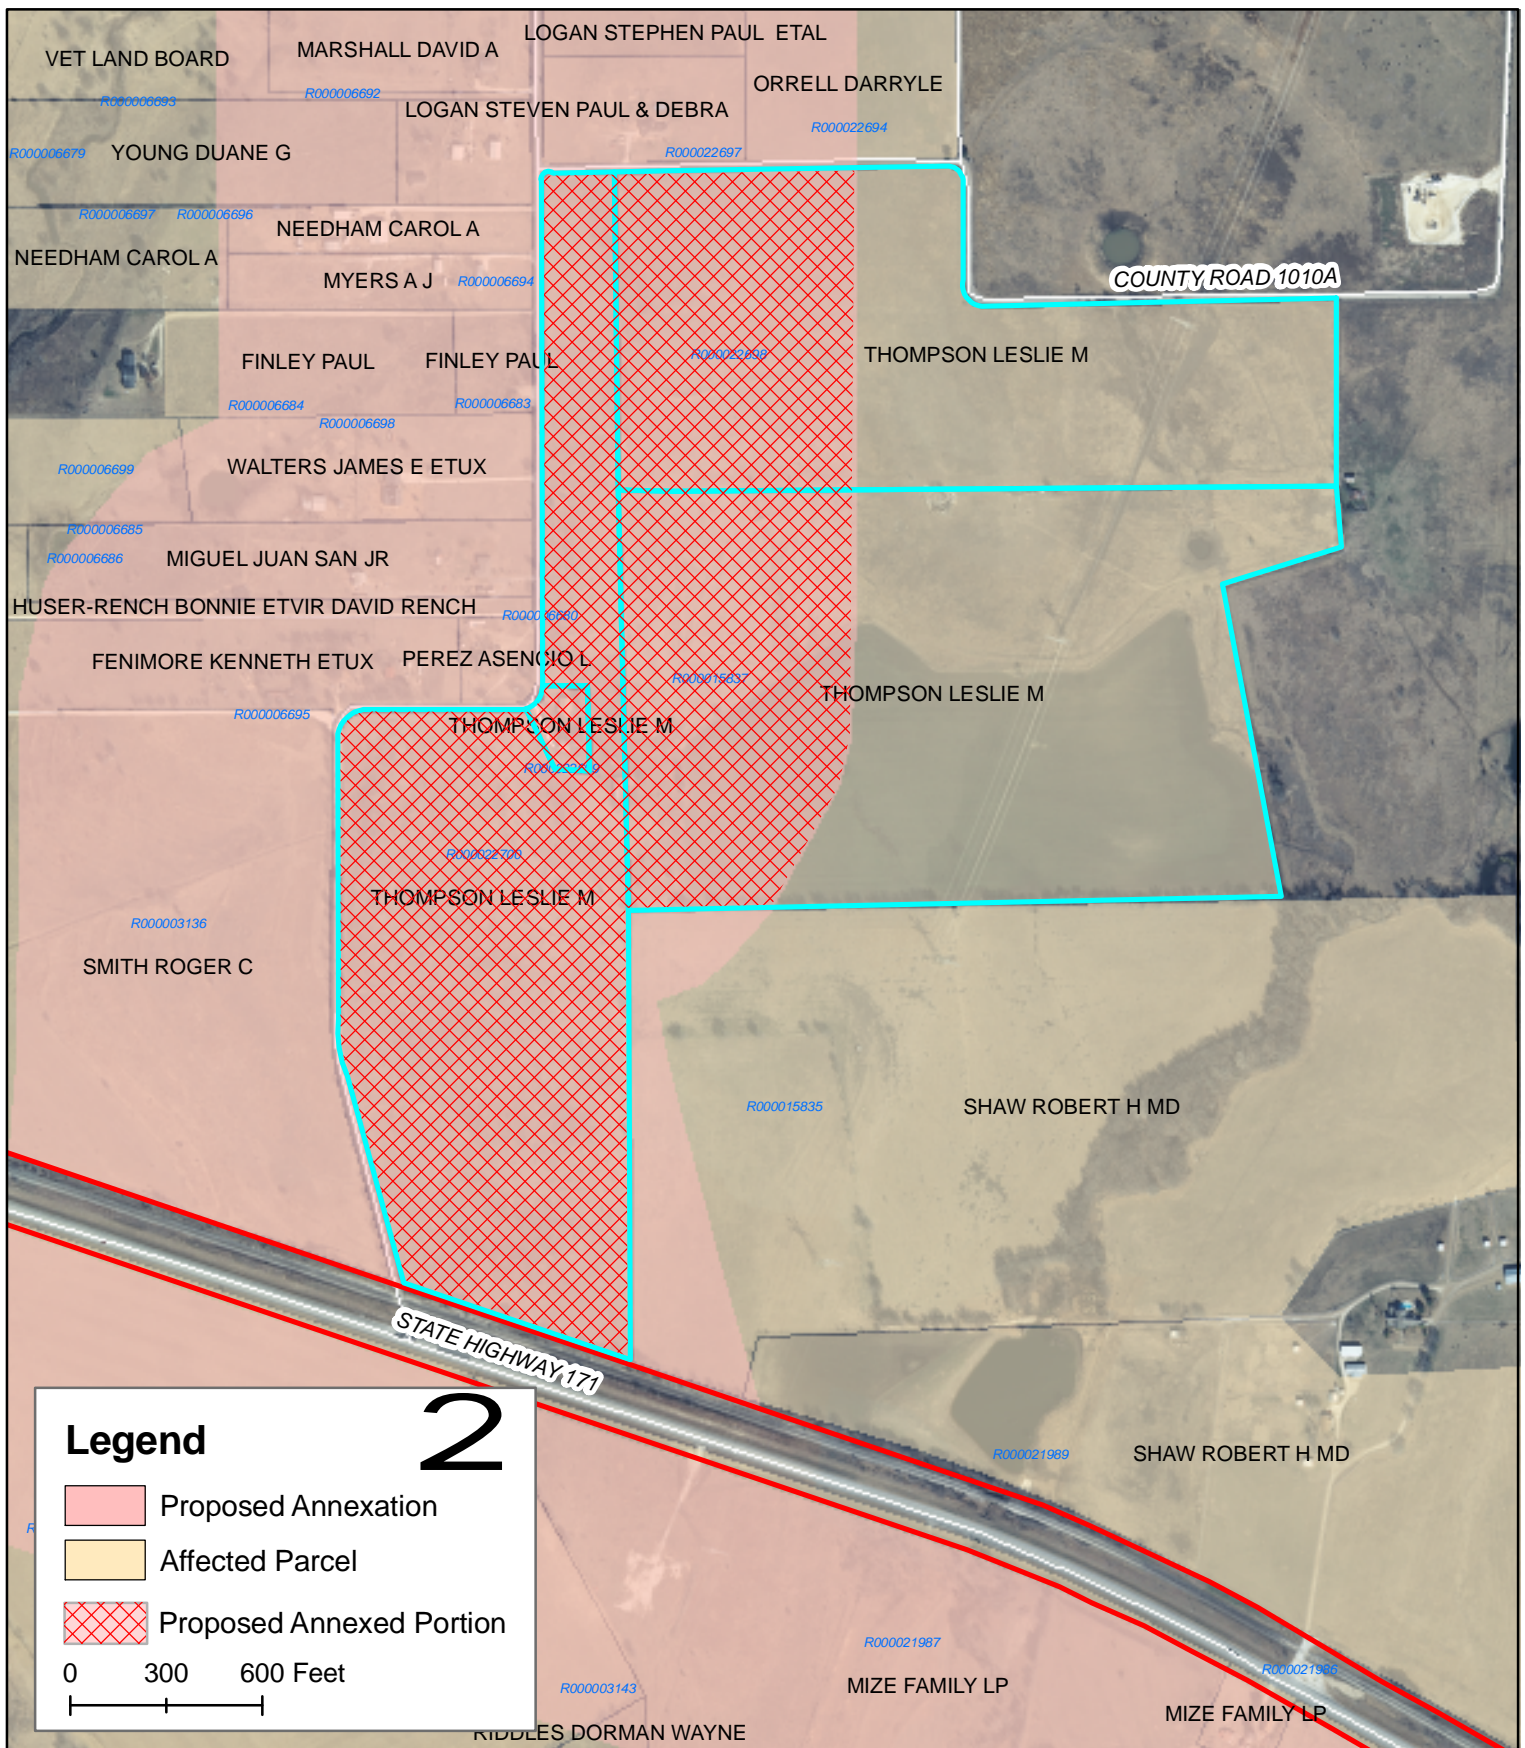 LOGAN STEPHEN PAUL  ETAL
VET LAND BOARD
MARSHALL DAVID A
ORRELL DARRYLE
R000006693
R000006692
LOGAN STEVEN PAUL & DEBRA
R000022694
R000006679
YOUNG DUANE G
R000022697
R000006697
R000006696
NEEDHAM CAROL A
NEEDHAM CAROL A
MYERS A J
R000006694
COUNTY ROAD 1010A
FINLEY PAUL
FINLEY PAUL
R000022698
THOMPSON LESLIE M
R000006684
R000006683
R000006698
R000006699
WALTERS JAMES E ETUX
R000006685
R000006686
MIGUEL JUAN SAN JR
HUSER-RENCH BONNIE ETVIR DAVID RENCH
R000006680
FENIMORE KENNETH ETUX
PEREZ ASENCIO L
R000015837
THOMPSON LESLIE M
R000006695
THOMPSON LESLIE M
R000022700
THOMPSON LESLIE M
R000003136
SMITH ROGER C
R000015835
SHAW ROBERT H MD
STATE HIGHWAY 171
R000021989
SHAW ROBERT H MD
Legend
2
Proposed Annexation
Affected Parcel
Proposed Annexed Portion
0 300 600 Feet
R000021987
MIZE FAMILY LP
R000021986
MIZE FAMILY LP
R000003143
RIDDLES DORMAN WAYNE